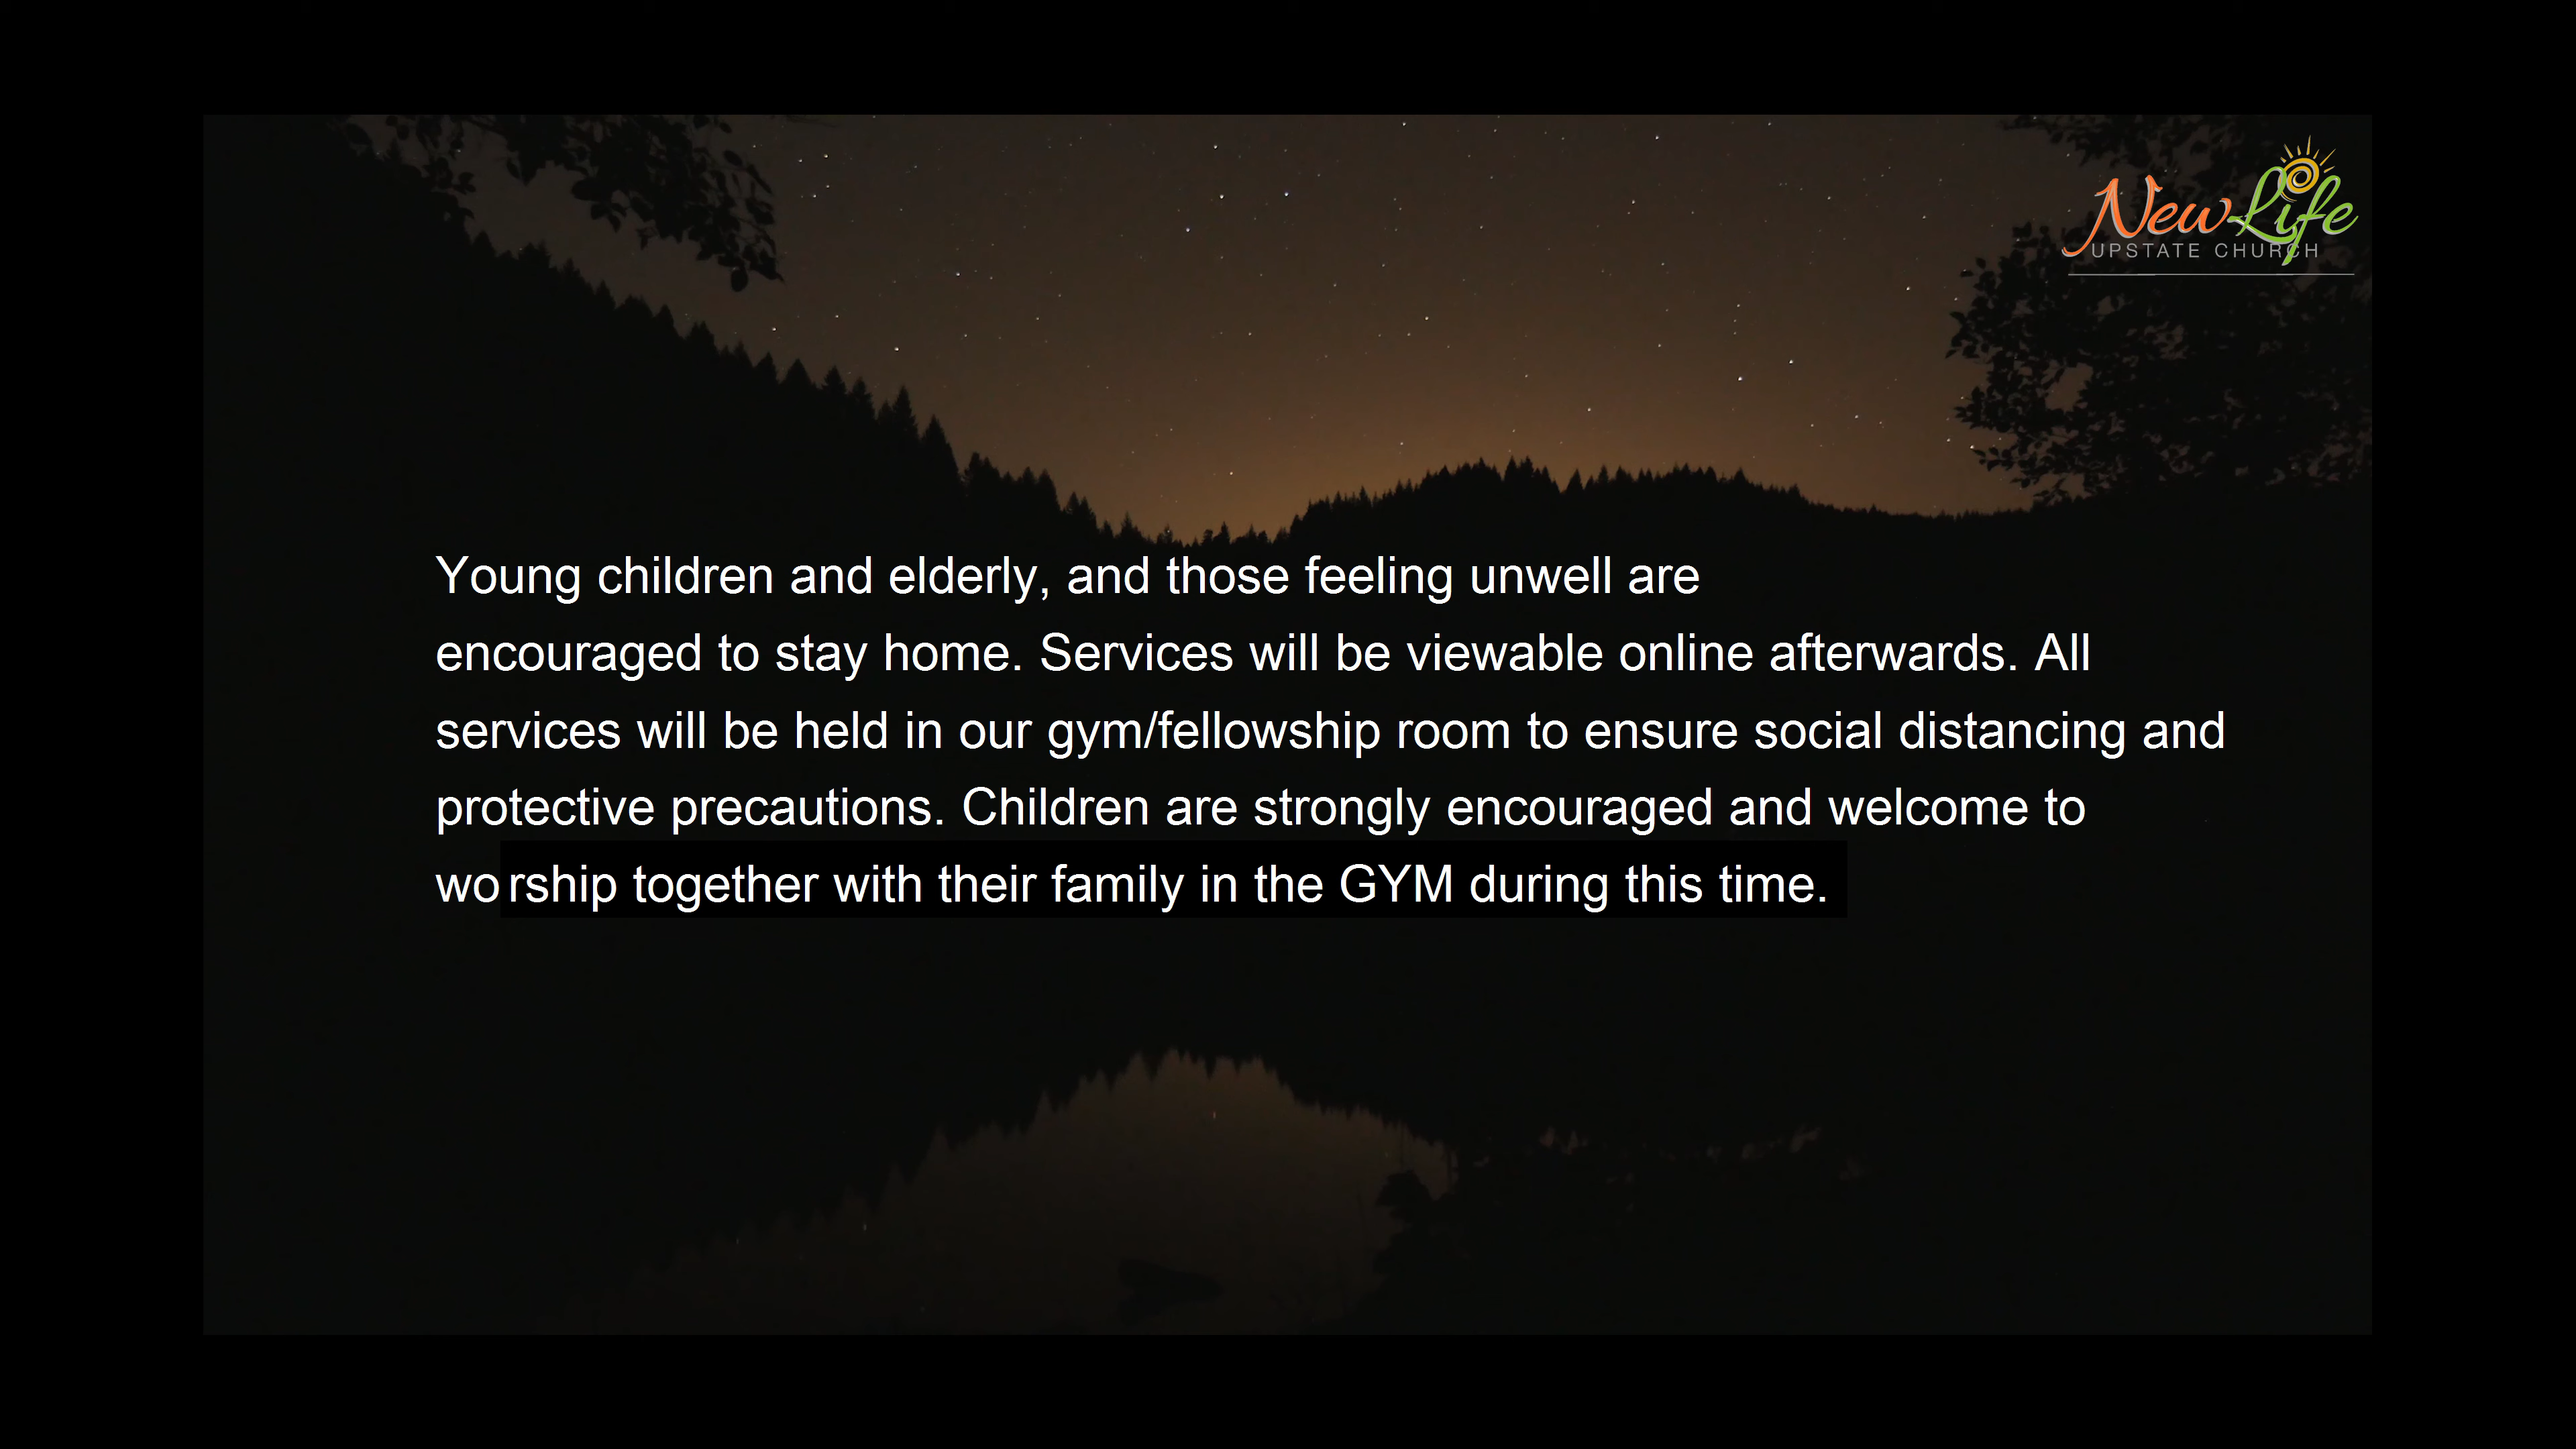 New Life
UPSTATE CHURCH
Young children and elderly, and those feeling unwell are
encouraged to stay home. Services will be viewable online afterwards. All
services will be held in our gym/fellowship room to ensure social distancing and
protective precautions. Children are strongly encouraged and welcome to
worship together with their family in the GYM during this time.